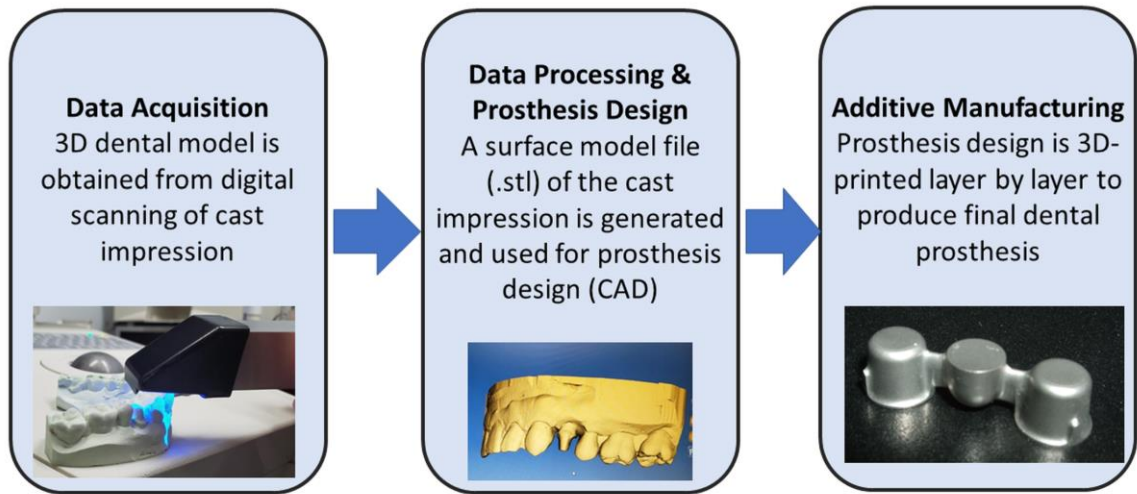 Data Acquisition
3D dental model is
obtained from digital
scanning of cast
impression
Data Processing &
Prosthesis Design
A surface model file
(.stl) of the cast
impression is generated
and used for prosthesis
design (CAD)
Additive Manufacturing
Prosthesis design is 3D-
printed layer by layer to
produce final dental
prosthesis